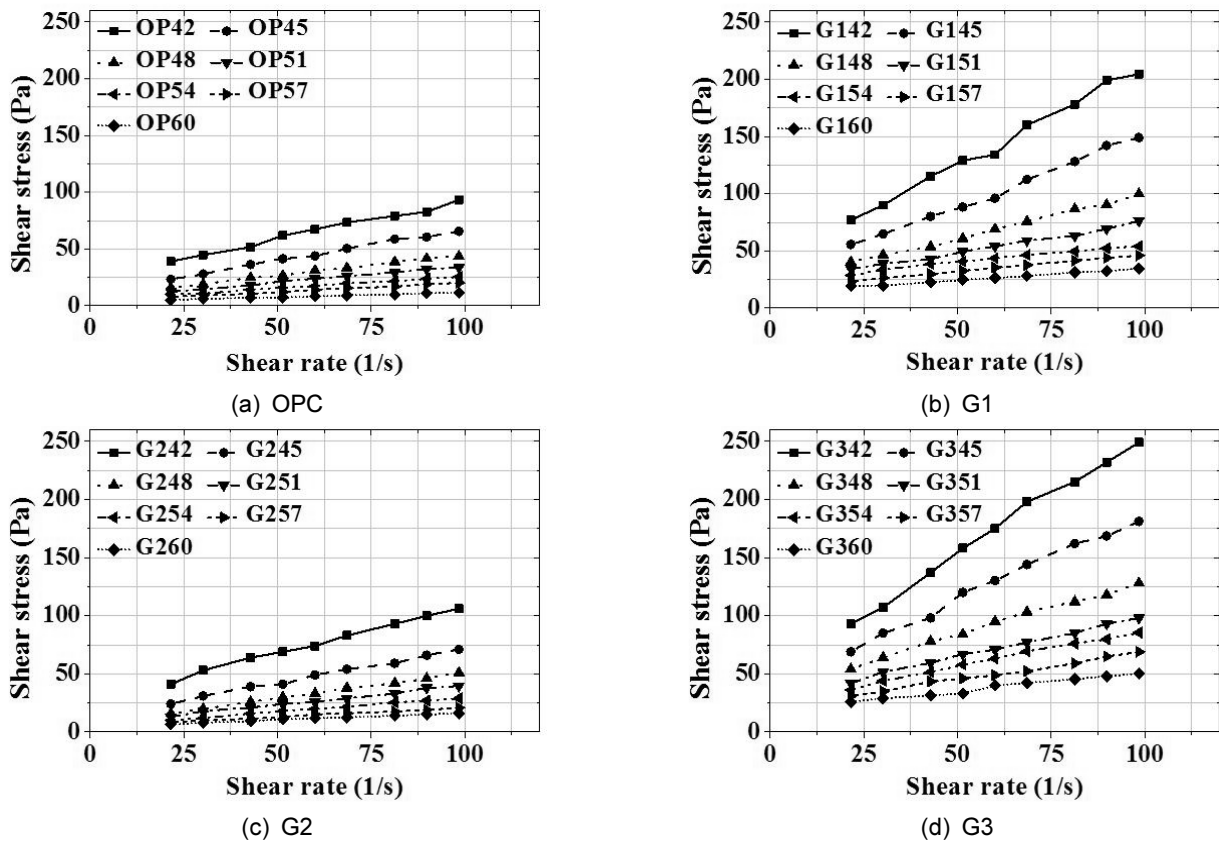 250
200
150
100
50
0
Shear stress (Pa)
OP42 OP45
OP48 OP51
OP54 OP57
OP60
0 25 50 75 100
Shear rate (1/s)
(a) OPC
250
200
150
100
50
0
Shear stress (Pa)
G142 G145
G148 G151
G154 G157
G160
0 25 50 75 100
Shear rate (1/s)
(b) G1
250
200
150
100
50
0
Shear stress (Pa)
G242 G245
G248 G251
G254 G257
G260
0 25 50 75 100
Shear rate (1/s)
(c) G2
250
200
150
100
50
0
Shear stress (Pa)
G342 G345
G348 G351
G354 G357
G360
0 25 50 75 100
Shear rate (1/s)
(d) G3